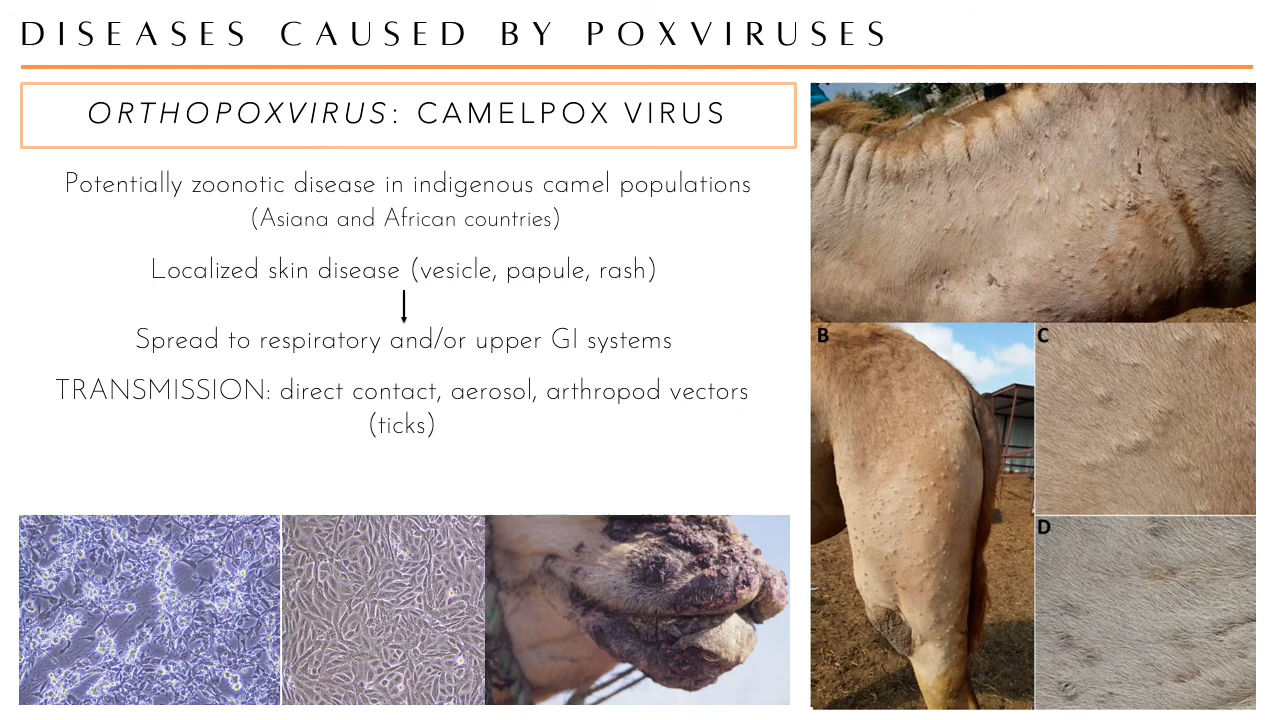 DISEASES CAUSED BY POXVIRUSES
ORTHOPOXVIRUS: CAMELPOX VIRUS
Potentially zoonotic disease in indigenous camel populations
(Asiana and African countries)
Localized skin disease (vesicle, papule, rash)
Spread to respiratory and/or upper GI systems
TRANSMISSION: direct contact, aerosol, arthropod vectors
(ticks)
B
C
D